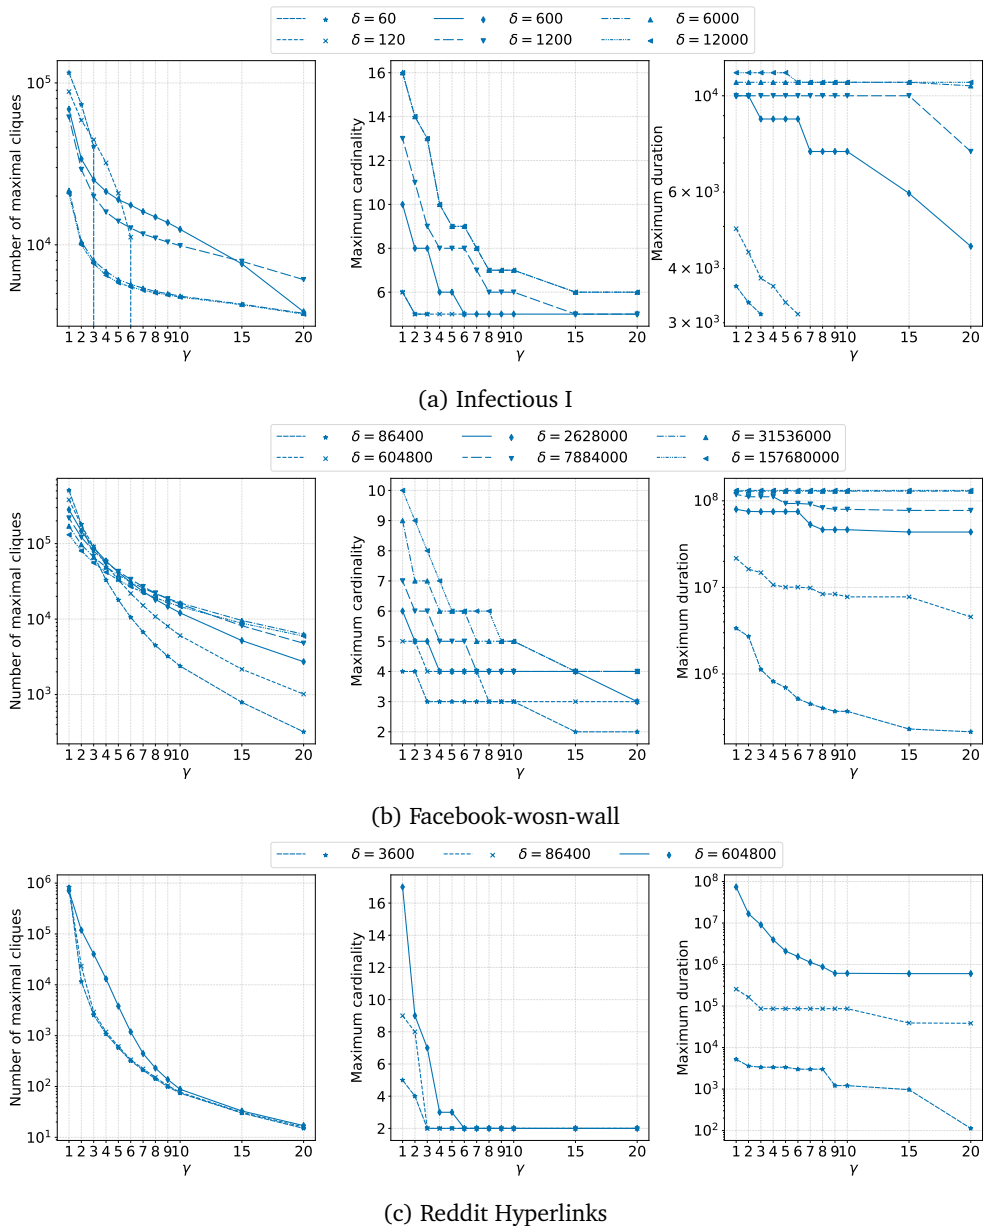 δ = 60 δ = 600 δ = 6000
δ = 120 δ = 1200 δ = 12000
Number of maximal cliques
10⁵
10⁴
1 2 3 4 5 6 7 8 9 10 15 20
γ
Maximum cardinality
16
14
12
10
8
6
1 2 3 4 5 6 7 8 9 10 15 20
γ
Maximum duration
10⁴
6 × 10³
4 × 10³
3 × 10³
1 2 3 4 5 6 7 8 9 10 15 20
γ
(a) Infectious I
δ = 86400 δ = 2628000 δ = 31536000
δ = 604800 δ = 7884000 δ = 157680000
Number of maximal cliques
10⁵
10⁴
10³
1 2 3 4 5 6 7 8 9 10 15 20
γ
Maximum cardinality
10
9
8
7
6
5
4
3
2
1 2 3 4 5 6 7 8 9 10 15 20
γ
Maximum duration
10⁸
10⁷
10⁶
1 2 3 4 5 6 7 8 9 10 15 20
γ
(b) Facebook-wosn-wall
δ = 3600 δ = 86400 δ = 604800
Number of maximal cliques
10⁶
10⁵
10⁴
10³
10²
10¹
1 2 3 4 5 6 7 8 9 10 15 20
γ
Maximum cardinality
16
14
12
10
8
6
4
2
1 2 3 4 5 6 7 8 9 10 15 20
γ
Maximum duration
10⁸
10⁷
10⁶
10⁵
10⁴
10³
10²
1 2 3 4 5 6 7 8 9 10 15 20
γ
(c) Reddit Hyperlinks